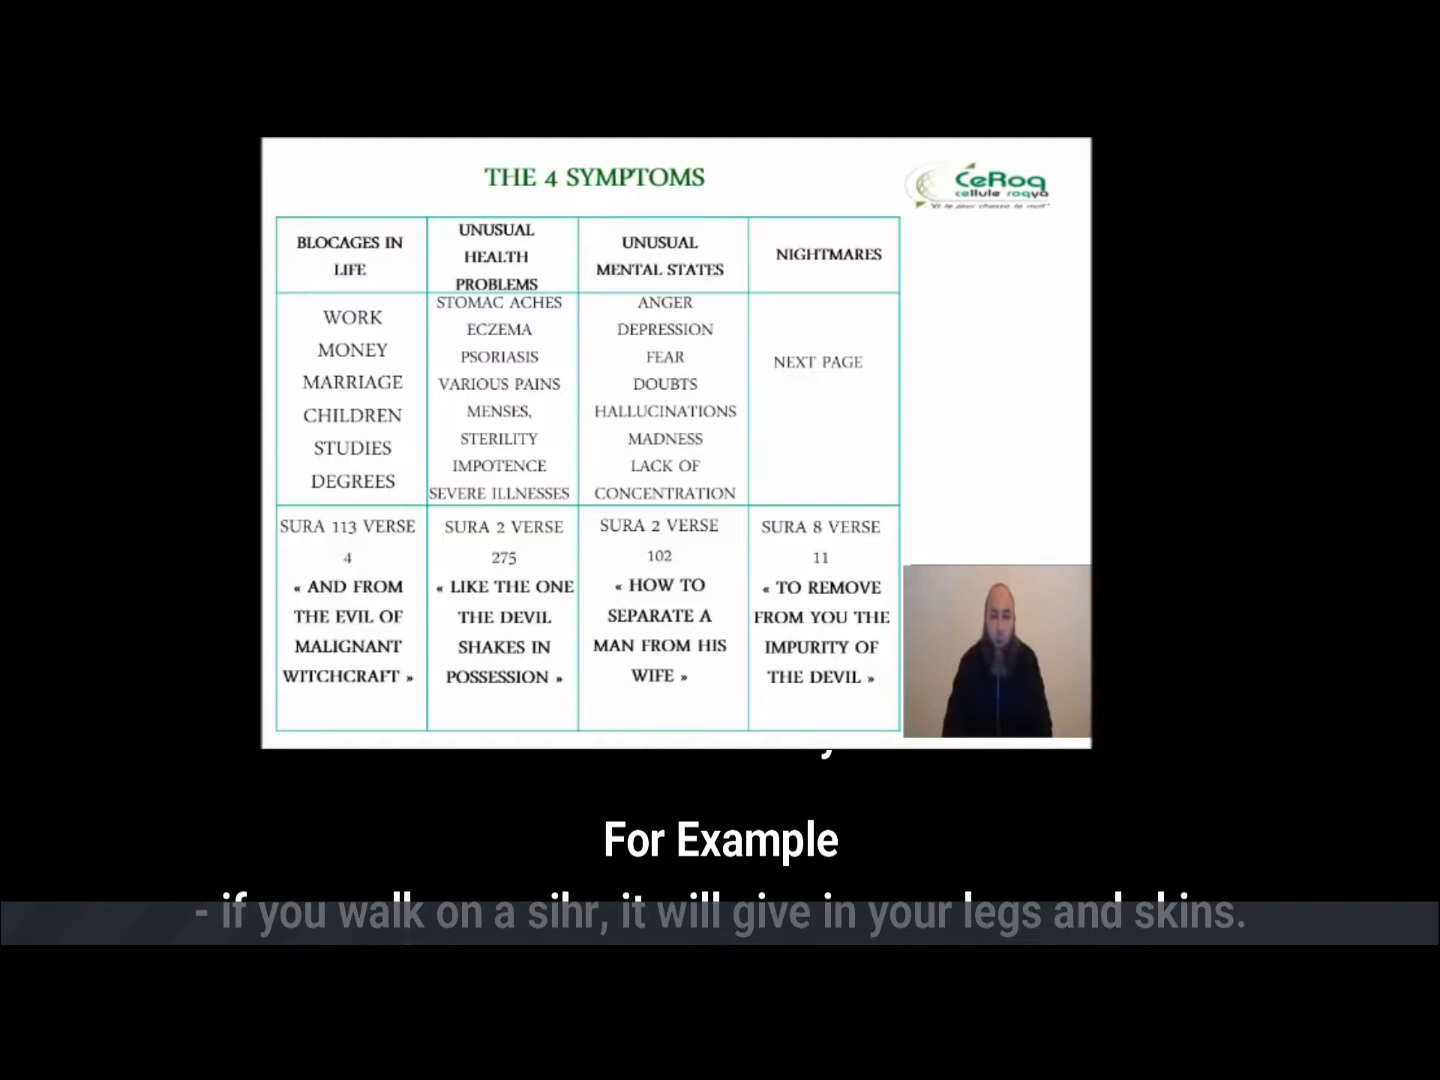 THE 4 SYMPTOMS
CeRoq
cellule roqya
BLOCAGES IN
LIFE
UNUSUAL
HEALTH
PROBLEMS
UNUSUAL
MENTAL STATES
NIGHTMARES
WORK
MONEY
MARRIAGE
CHILDREN
STUDIES
DEGREES
STOMAC ACHES
ECZEMA
PSORIASIS
VARIOUS PAINS
MENSES,
STERILITY
IMPOTENCE
SEVERE ILLNESSES
ANGER
DEPRESSION
FEAR
DOUBTS
HALLUCINATIONS
MADNESS
LACK OF
CONCENTRATION
NEXT PAGE
SURA 113 VERSE
4
« AND FROM
THE EVIL OF
MALIGNANT
WITCHCRAFT »
SURA 2 VERSE
275
« LIKE THE ONE
THE DEVIL
SHAKES IN
POSSESSION »
SURA 2 VERSE
102
« HOW TO
SEPARATE A
MAN FROM HIS
WIFE »
SURA 8 VERSE
11
« TO REMOVE
FROM YOU THE
IMPURITY OF
THE DEVIL »
For Example
- if you walk on a sihr, it will give in your legs and skins.